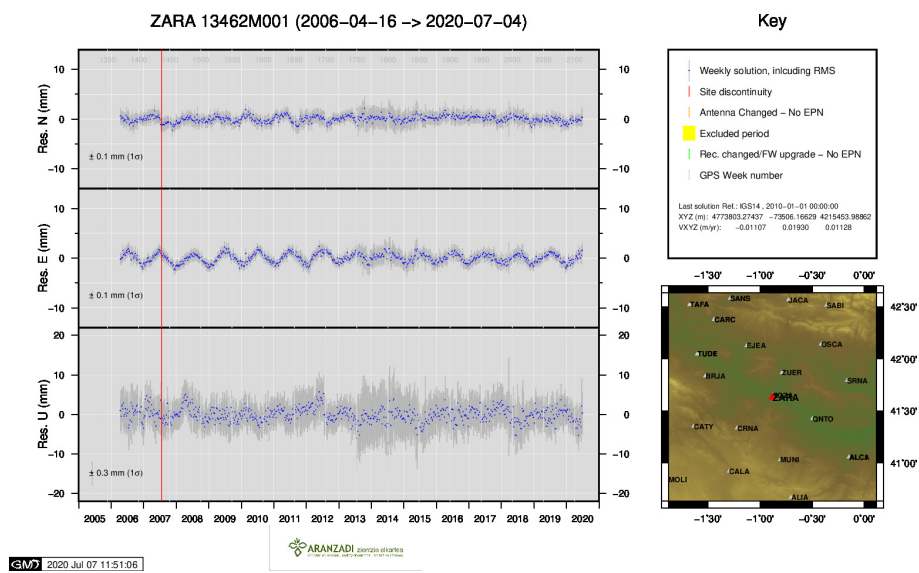 ZARA 13462M001 (2006−04−16 −> 2020−07−04)
Key
1350 1400 1450 1500 1550 1600 1650 1700 1750 1800 1850 1900 1950 2000 2050 2100
Res. N (mm)
10 0 −10
10 0 −10
± 0.1 mm (1σ)
Res. E (mm)
10 0 −10
10 0 −10
± 0.1 mm (1σ)
Res. U (mm)
20 10 0 −10 −20
20 10 0 −10 −20
± 0.3 mm (1σ)
2005 2006 2007 2008 2009 2010 2011 2012 2013 2014 2015 2016 2017 2018 2019 2020
Weekly solution, inlcuding RMS
Site discontinuity
Antenna Changed − No EPN
Excluded period
Rec. changed/FW upgrade − No EPN
GPS Week number
Last solution Ref.: IGS14 , 2010−01−01 00:00:00
XYZ (m): 4773803.27437 −73506.16629 4215453.98862
VXYZ (m/yr): −0.01107 0.01930 0.01128
−1˚30' −1˚00' −0˚30' 0˚00'
TAFA SANS JACA SABI
42˚30'
CARC
EJEA OSCA
TUDE
42˚00'
BRJA ZUER SRNA
ZARA
41˚30'
QNTO
CATY CRNA
MUNI ALCA
41˚00'
CALA
MOLI
ALIA
−1˚30' −1˚00' −0˚30' 0˚00'
ARANZADI zientzia elkartea
GMT 2020 Jul 07 11:51:06